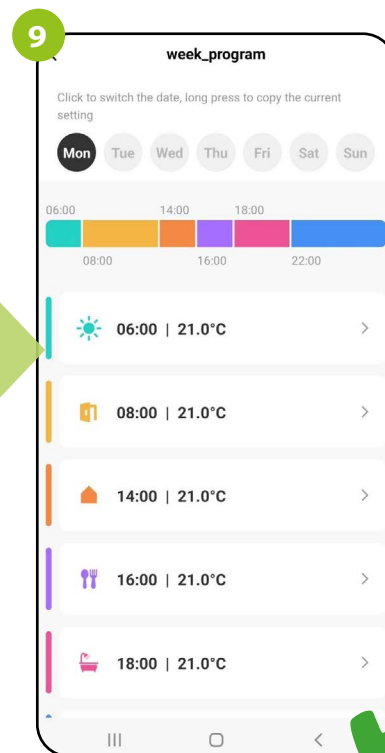 9
week_program
Click to switch the date, long press to copy the current
setting
Mon Tue Wed Thu Fri Sat Sun
06:00 14:00 18:00
08:00 16:00 22:00
06:00 | 21.0°C
08:00 | 21.0°C
14:00 | 21.0°C
16:00 | 21.0°C
18:00 | 21.0°C